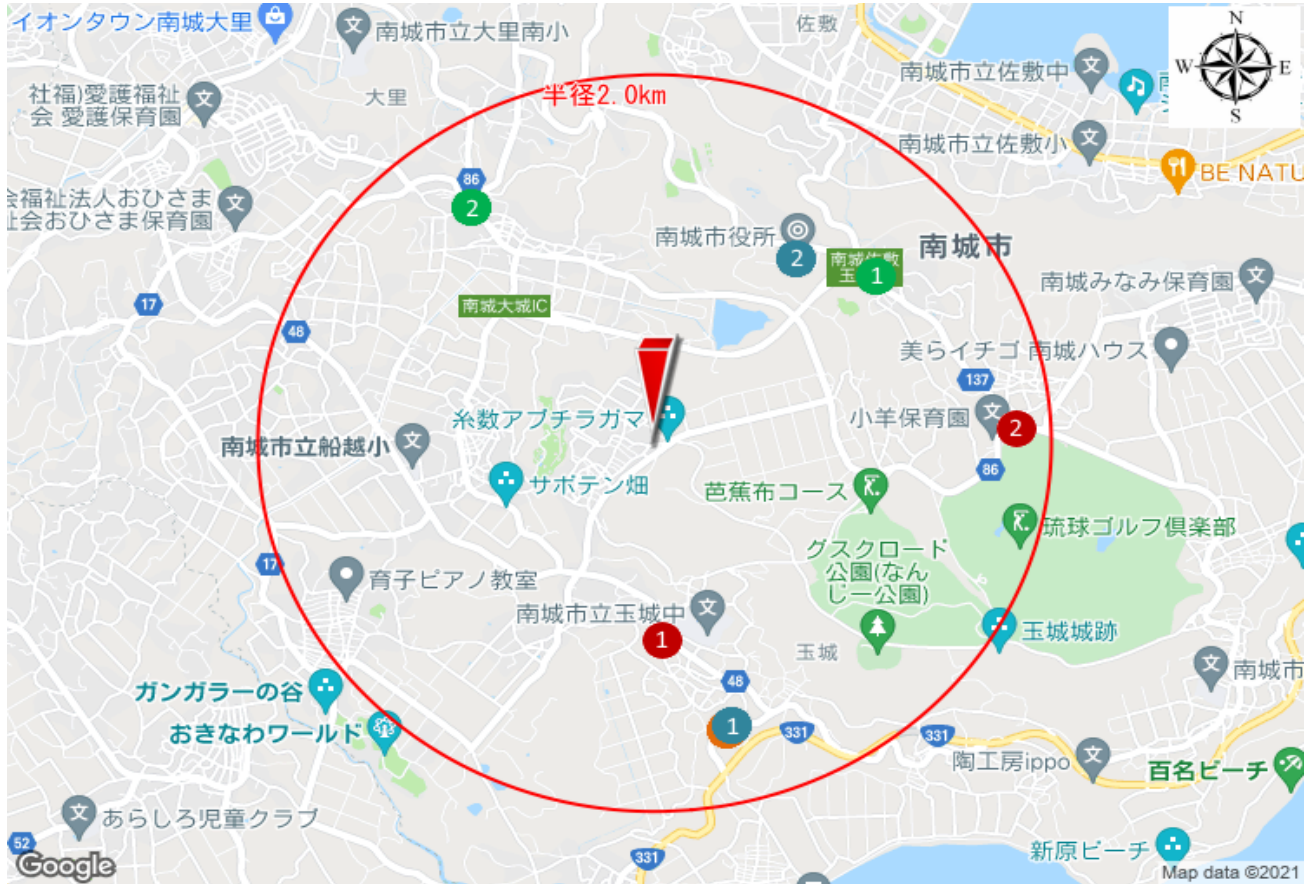 イオンタウン南城大里
南城市立大里南小
佐敷
N
W
E
S
南城市立佐敷中
社福)愛護福祉
会 愛護保育園
大里
半径2.0km
南城市立佐敷小
BE NATU
会福祉法人おひさま
祉会おひさま保育園
86
2
南城市役所
2
南城佐敷
玉
1
南城市
南城みなみ保育園
17
南城大城IC
48
美らイチゴ 南城ハウス
137
糸数アブチラガマ
小羊保育園
2
南城市立船越小
86
サボテン畑
芭蕉布コース
琉球ゴルフ倶楽部
グスクロード
公園(なん
じー公園)
17
育子ピアノ教室
南城市立玉城中
1
玉城
玉城城跡
南城市
48
ガンガラーの谷
おきなわワールド
1
331
331
陶工房ippo
百名ビーチ
あらしろ児童クラブ
52
331
新原ビーチ
Google
Map data ©2021